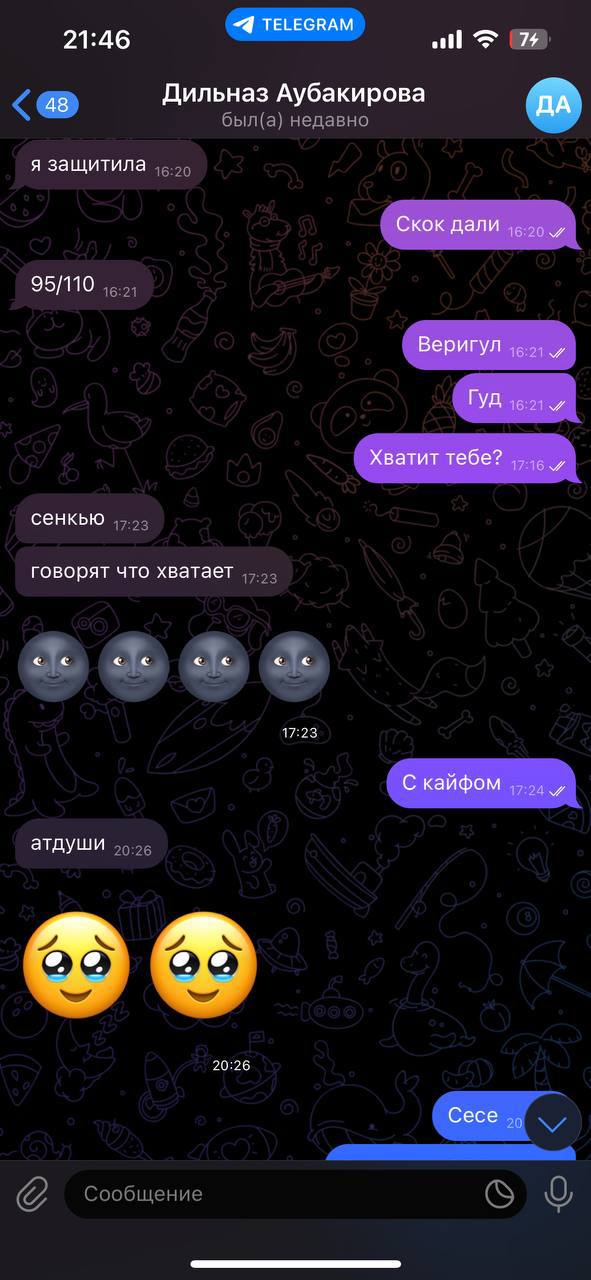 21:46
TELEGRAM
7
48
Дильназ Аубакирова
был(а) недавно
ДА
я защитила 16:20
Скок дали 16:20
95/110 16:21
Веригул 16:21
Гуд 16:21
Хватит тебе? 17:16
сенкью 17:23
говорят что хватает 17:23
17:23
С кайфом 17:24
атдуши 20:26
20:26
Сесе 20
Сообщение